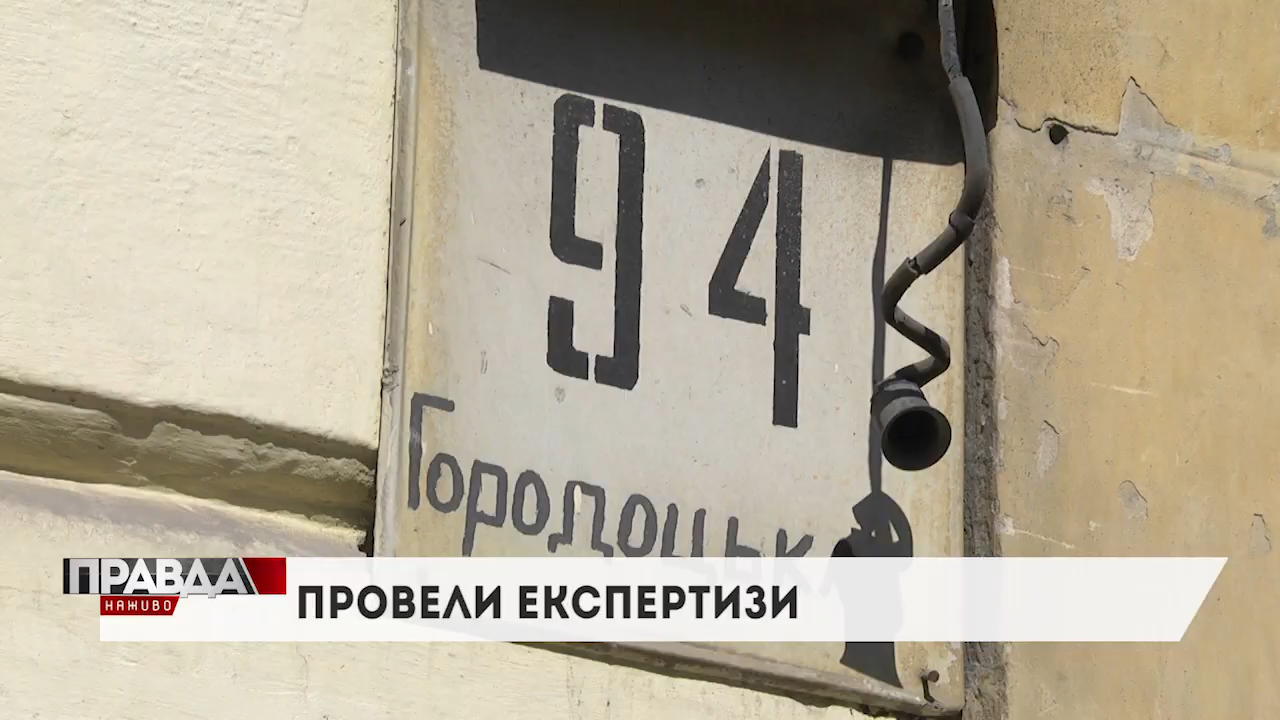 94
Городоцьк
ПРАВДА
НАЖИВО
ПРОВЕЛИ ЕКСПЕРТИЗИ